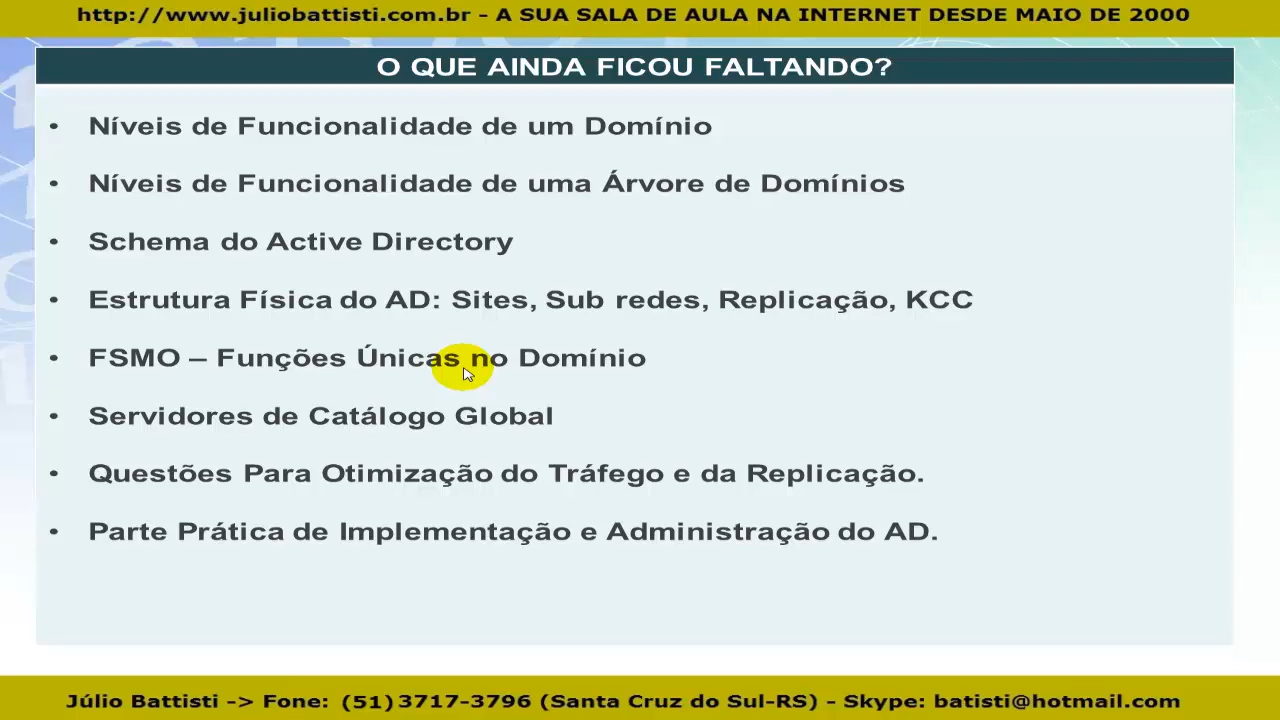 http://www.juliobattisti.com.br - A SUA SALA DE AULA NA INTERNET DESDE MAIO DE 2000
O QUE AINDA FICOU FALTANDO?
• Níveis de Funcionalidade de um Domínio
• Níveis de Funcionalidade de uma Árvore de Domínios
• Schema do Active Directory
• Estrutura Física do AD: Sites, Sub redes, Replicação, KCC
• FSMO – Funções Únicas no Domínio
• Servidores de Catálogo Global
• Questões Para Otimização do Tráfego e da Replicação.
• Parte Prática de Implementação e Administração do AD.
Júlio Battisti -> Fone: (51) 3717-3796 (Santa Cruz do Sul-RS) - Skype: batisti@hotmail.com